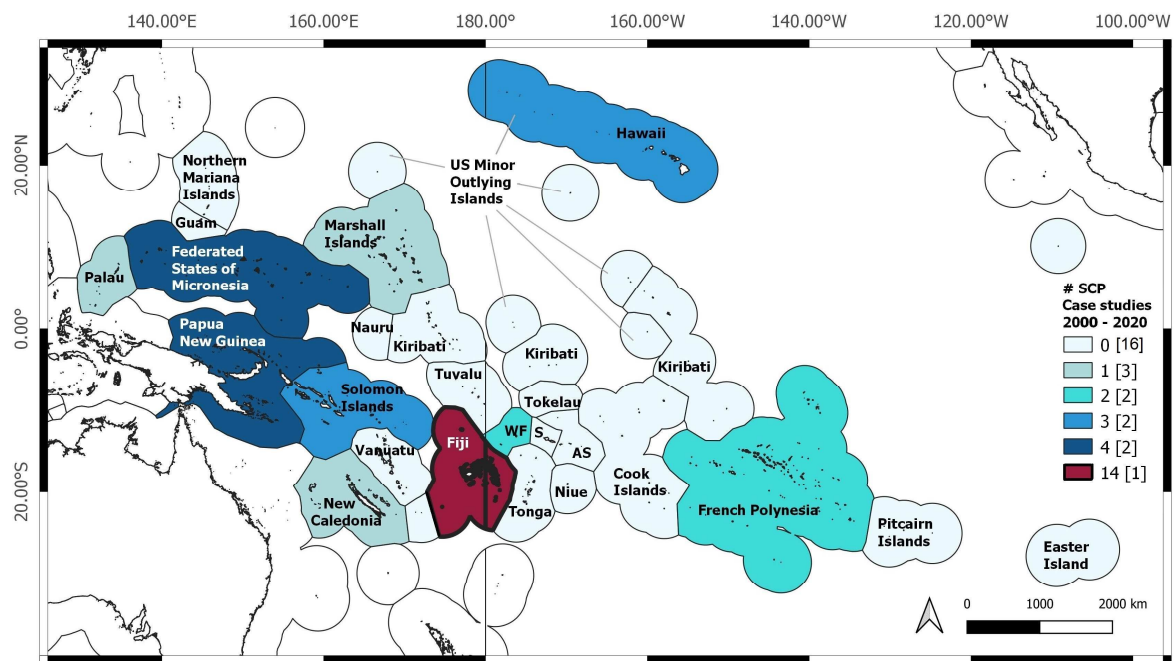 140.00°E
160.00°E
180.00°
160.00°W
140.00°W
120.00°W
100.00°W
20.00°N
0.00°
20.00°S
Northern
Mariana
Islands
Guam
Hawaii
US Minor
Outlying
Islands
Marshall
Islands
Palau
Federated
States of
Micronesia
Papua
New Guinea
Nauru
Kiribati
Kiribati
Kiribati
Tuvalu
Tokelau
Solomon
Islands
WF
S
AS
Fiji
Vanuatu
New
Caledonia
Tonga
Niue
Cook
Islands
French Polynesia
Pitcairn
Islands
Easter
Island
# SCP
Case studies
2000 - 2020
0 [16]
1 [3]
2 [2]
3 [2]
4 [2]
14 [1]
0 1000 2000 km